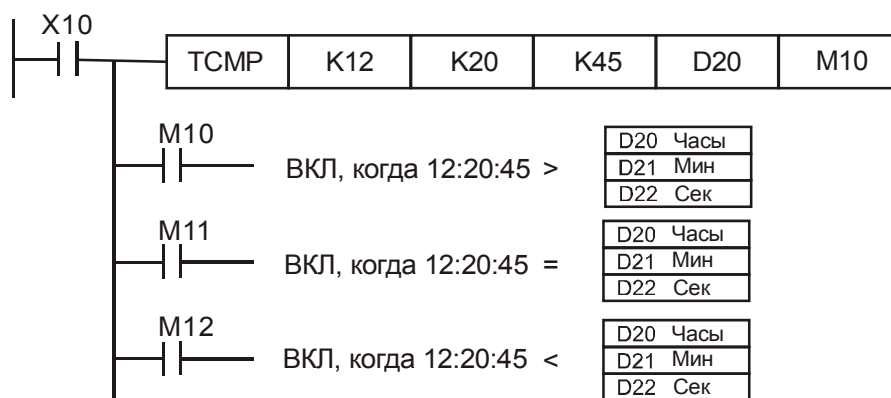 X10
TCMP K12 K20 K45 D20 M10
M10
ВКЛ, когда 12:20:45 >
D20 Часы
D21 Мин
D22 Сек
M11
ВКЛ, когда 12:20:45 =
D20 Часы
D21 Мин
D22 Сек
M12
ВКЛ, когда 12:20:45 <
D20 Часы
D21 Мин
D22 Сек